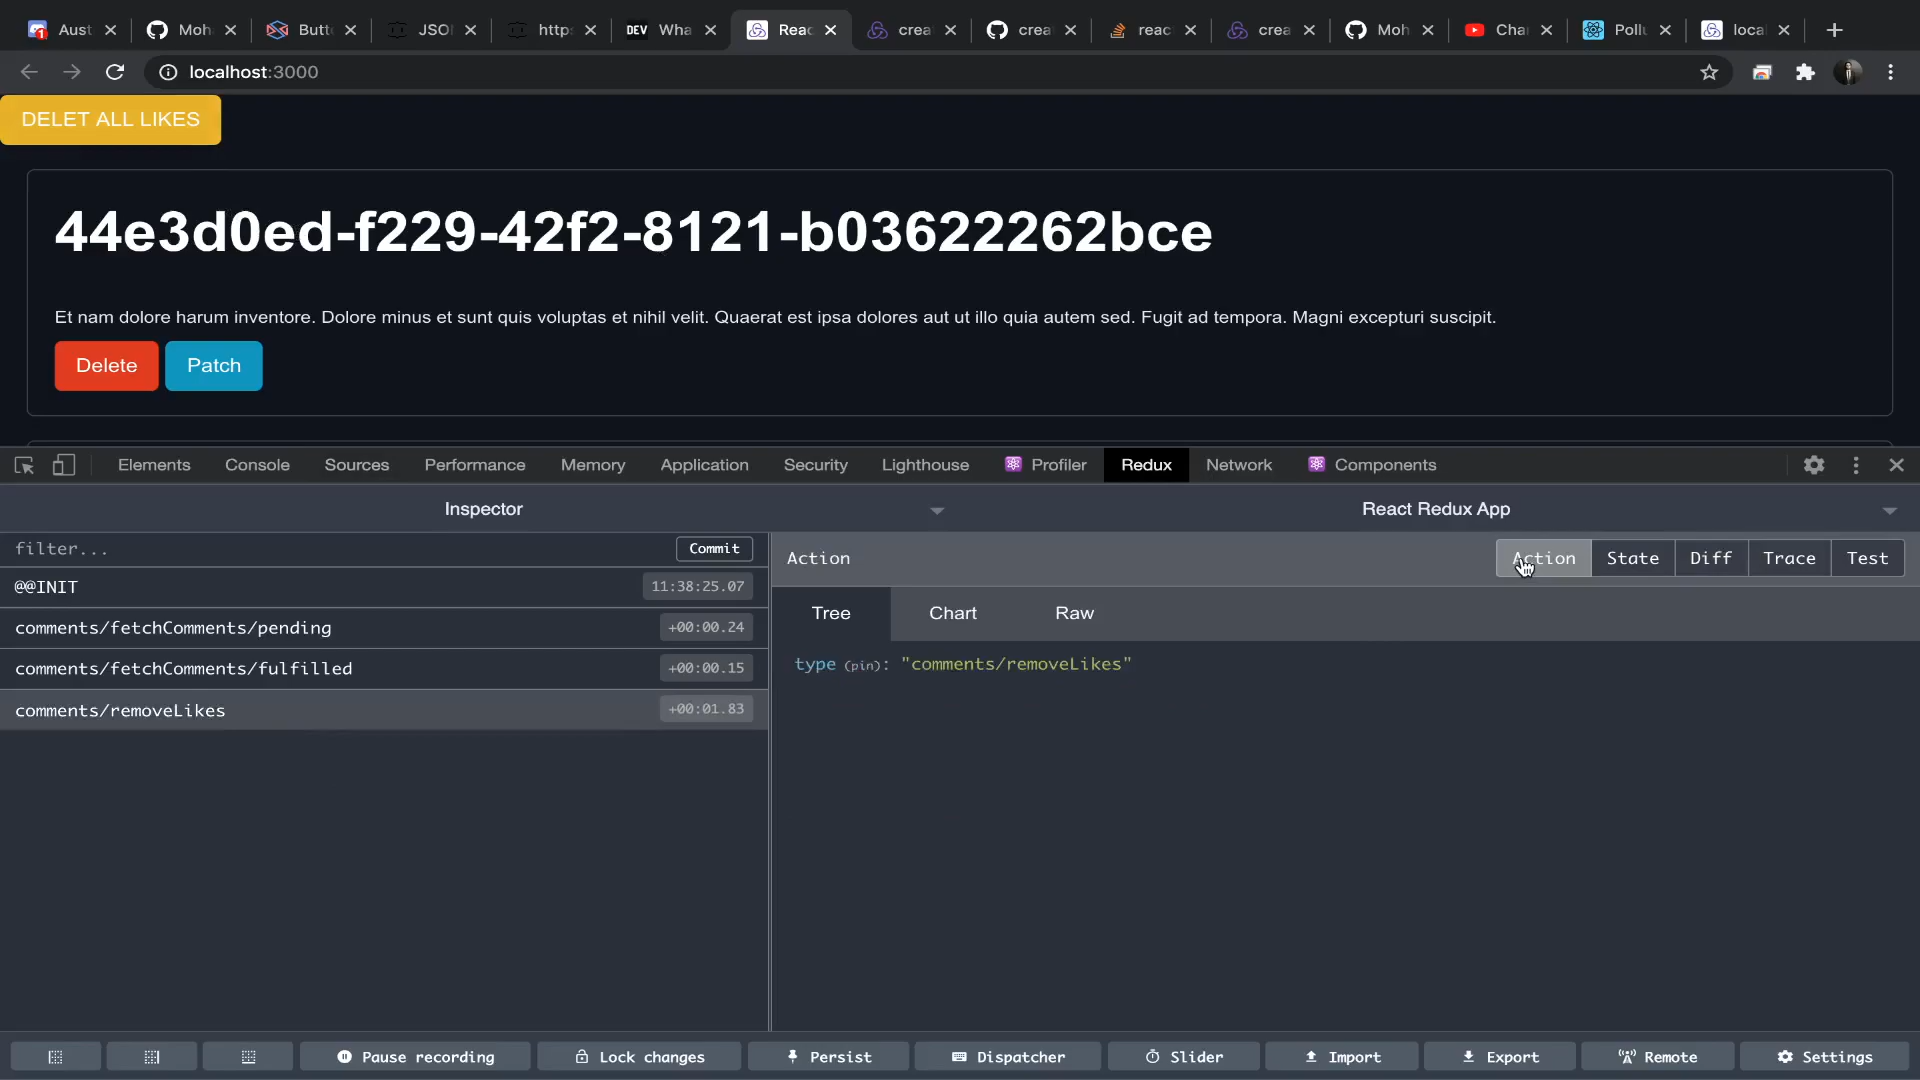 Aust
Moh
Butt
JSO
http
DEV Wha
Reac
crea
crea
reac
crea
Moh
Cha
Pollu
loca
localhost:3000
DELET ALL LIKES
44e3d0ed-f229-42f2-8121-b03622262bce
Et nam dolore harum inventore. Dolore minus et sunt quis voluptas et nihil velit. Quaerat est ipsa dolores aut ut illo quia autem sed. Fugit ad tempora. Magni excepturi suscipit.
Delete Patch
Elements Console Sources Performance Memory Application Security Lighthouse Profiler Redux Network Components
Inspector React Redux App
filter... Commit
Action Action State Diff Trace Test
@@INIT 11:38:25.07
Tree Chart Raw
comments/fetchComments/pending +00:00.24
type (pin): "comments/removeLikes"
comments/fetchComments/fulfilled +00:00.15
comments/removeLikes +00:01.83
Pause recording Lock changes Persist Dispatcher Slider Import Export Remote Settings